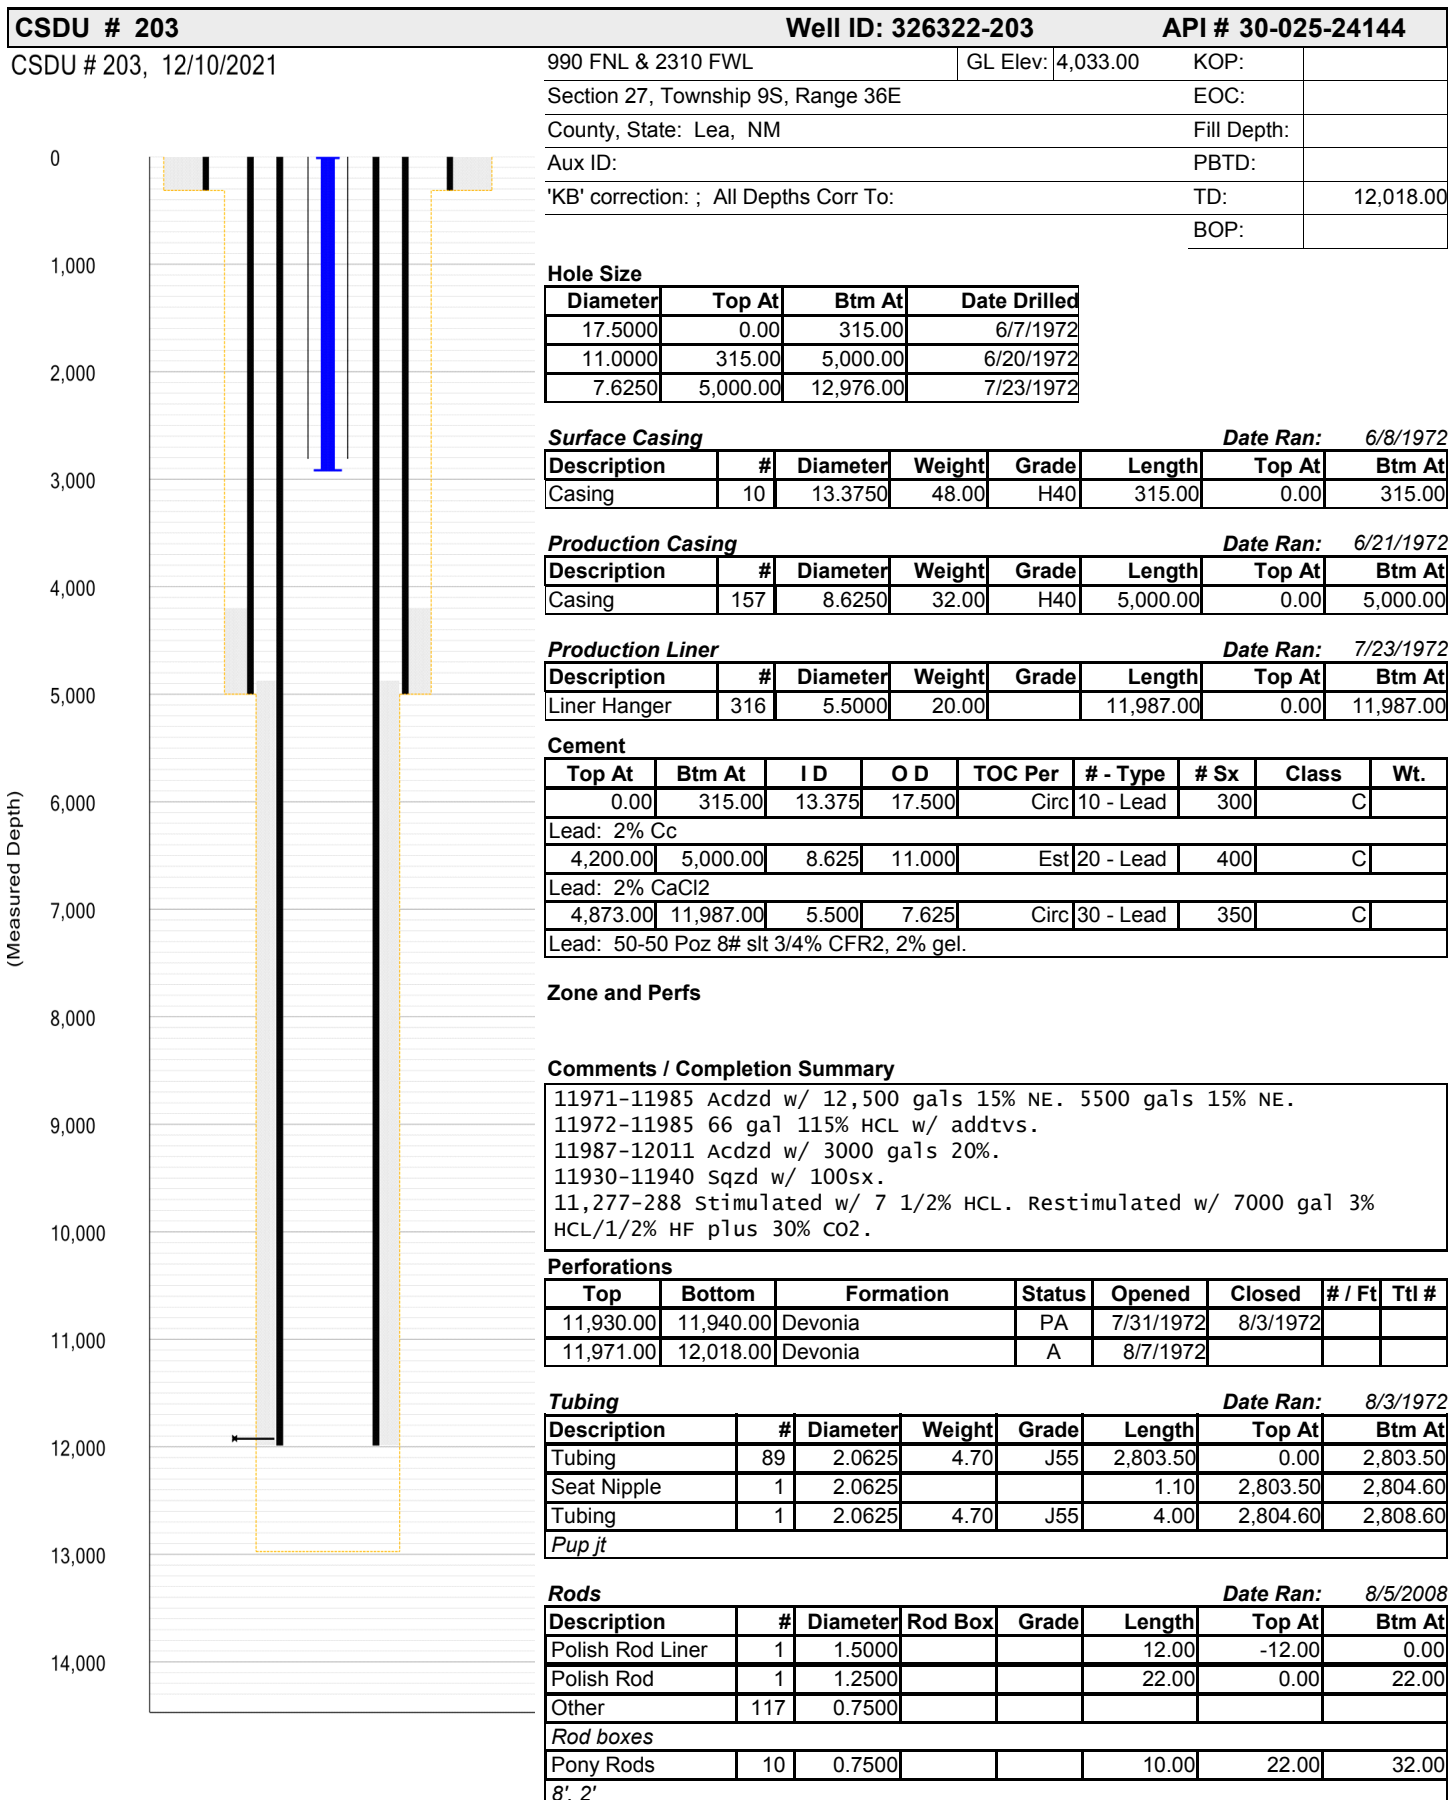 CSDU # 203 Well ID: 326322-203 API # 30-025-24144
CSDU # 203, 12/10/2021
990 FNL & 2310 FWL GL Elev: 4,033.00 KOP:
Section 27, Township 9S, Range 36E EOC:
County, State: Lea, NM Fill Depth:
Aux ID: PBTD:
'KB' correction: ; All Depths Corr To: TD: 12,018.00
BOP:
0
1,000
2,000
3,000
4,000
5,000
6,000
7,000
8,000
9,000
10,000
11,000
12,000
13,000
14,000
(Measured Depth)
Hole Size
Diameter Top At Btm At Date Drilled
17.5000 0.00 315.00 6/7/1972
11.0000 315.00 5,000.00 6/20/1972
7.6250 5,000.00 12,976.00 7/23/1972
Surface Casing Date Ran: 6/8/1972
Description # Diameter Weight Grade Length Top At Btm At
Casing 10 13.3750 48.00 H40 315.00 0.00 315.00
Production Casing Date Ran: 6/21/1972
Description # Diameter Weight Grade Length Top At Btm At
Casing 157 8.6250 32.00 H40 5,000.00 0.00 5,000.00
Production Liner Date Ran: 7/23/1972
Description # Diameter Weight Grade Length Top At Btm At
Liner Hanger 316 5.5000 20.00 11,987.00 0.00 11,987.00
Cement
Top At Btm At I D O D TOC Per # - Type # Sx Class Wt.
0.00 315.00 13.375 17.500 Circ 10 - Lead 300 C
Lead: 2% Cc
4,200.00 5,000.00 8.625 11.000 Est 20 - Lead 400 C
Lead: 2% CaCl2
4,873.00 11,987.00 5.500 7.625 Circ 30 - Lead 350 C
Lead: 50-50 Poz 8# slt 3/4% CFR2, 2% gel.
Zone and Perfs
Comments / Completion Summary
11971-11985 Acdzd w/ 12,500 gals 15% NE. 5500 gals 15% NE.
11972-11985 66 gal 115% HCL w/ addtvs.
11987-12011 Acdzd w/ 3000 gals 20%.
11930-11940 Sqzd w/ 100sx.
11,277-288 Stimulated w/ 7 1/2% HCL. Restimulated w/ 7000 gal 3%
HCL/1/2% HF plus 30% CO2.
Perforations
Top Bottom Formation Status Opened Closed # / Ft Ttl #
11,930.00 11,940.00 Devonia PA 7/31/1972 8/3/1972
11,971.00 12,018.00 Devonia A 8/7/1972
Tubing Date Ran: 8/3/1972
Description # Diameter Weight Grade Length Top At Btm At
Tubing 89 2.0625 4.70 J55 2,803.50 0.00 2,803.50
Seat Nipple 1 2.0625 1.10 2,803.50 2,804.60
Tubing 1 2.0625 4.70 J55 4.00 2,804.60 2,808.60
Pup jt
Rods Date Ran: 8/5/2008
Description # Diameter Rod Box Grade Length Top At Btm At
Polish Rod Liner 1 1.5000 12.00 -12.00 0.00
Polish Rod 1 1.2500 22.00 0.00 22.00
Other 117 0.7500
Rod boxes
Pony Rods 10 0.7500 10.00 22.00 32.00
8', 2'